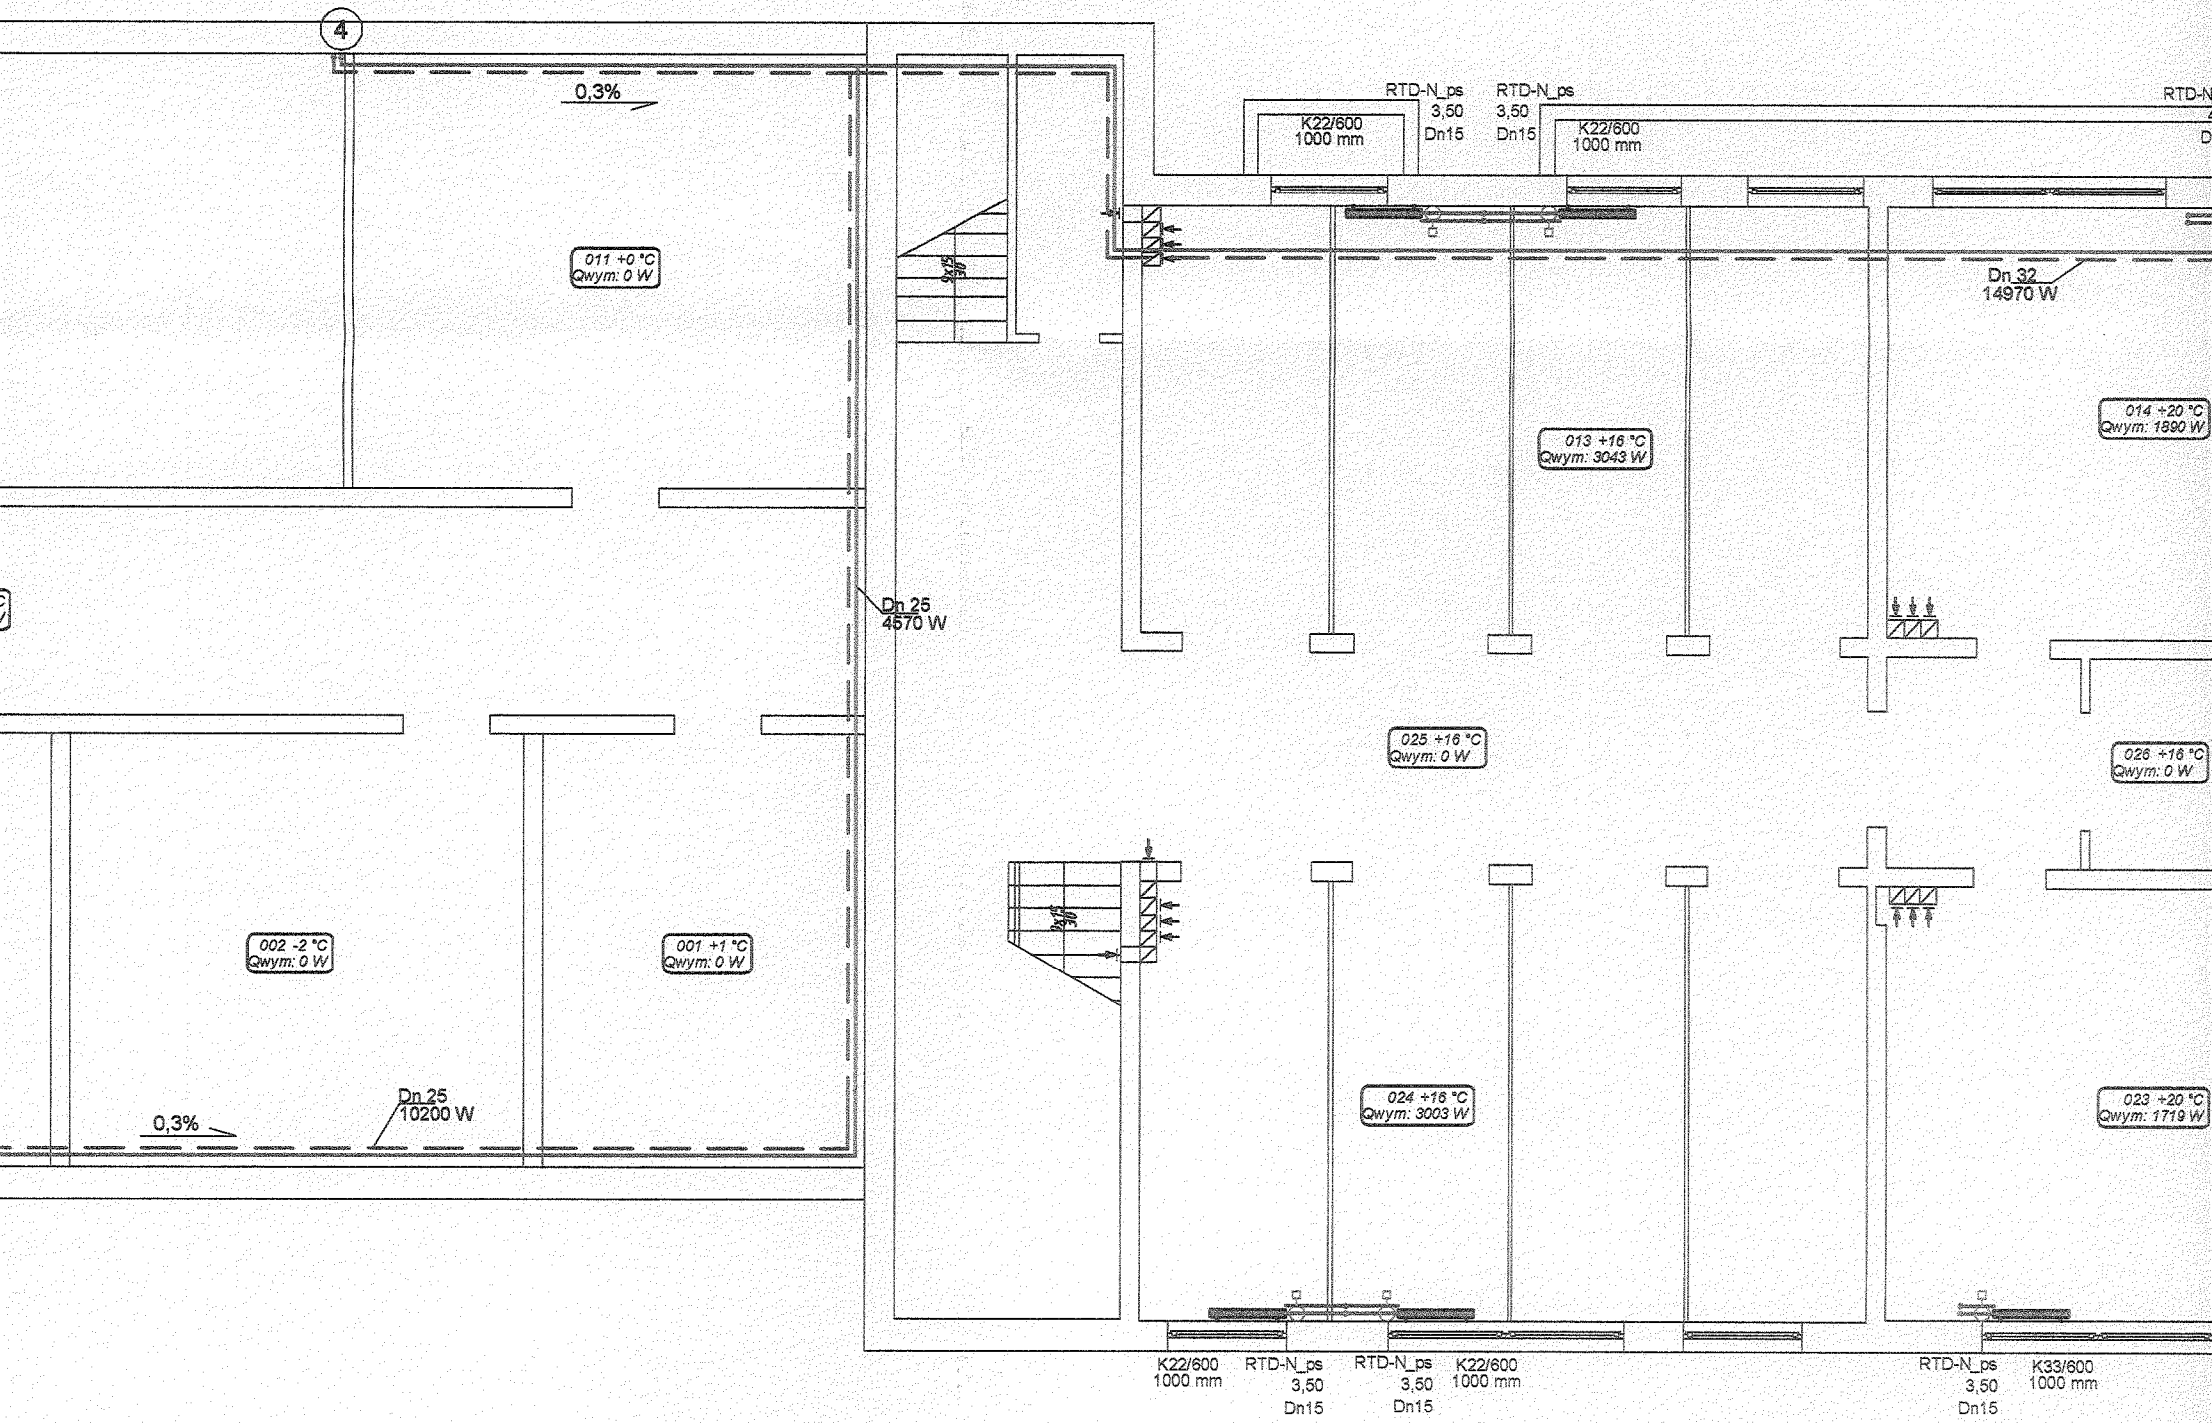 4
0,3%
RTD-N_ps
3,50
Dn15
RTD-N_ps
3,50
Dn15
K22/600
1000 mm
K22/600
1000 mm
RTD-N
011 +0 °C
Qwym: 0 W
9x15
30
Dn 32
14970 W
013 +16 °C
Qwym: 3043 W
014 +20 °C
Qwym: 1890 W
Dn 25
4570 W
025 +16 °C
Qwym: 0 W
026 +16 °C
Qwym: 0 W
9x15
30
002 -2 °C
Qwym: 0 W
001 +1 °C
Qwym: 0 W
Dn 25
10200 W
0,3%
024 +16 °C
Qwym: 3003 W
023 +20 °C
Qwym: 1719 W
K22/600
1000 mm
RTD-N_ps
3,50
Dn15
RTD-N_ps
3,50
Dn15
K22/600
1000 mm
RTD-N_ps
3,50
Dn15
K33/600
1000 mm